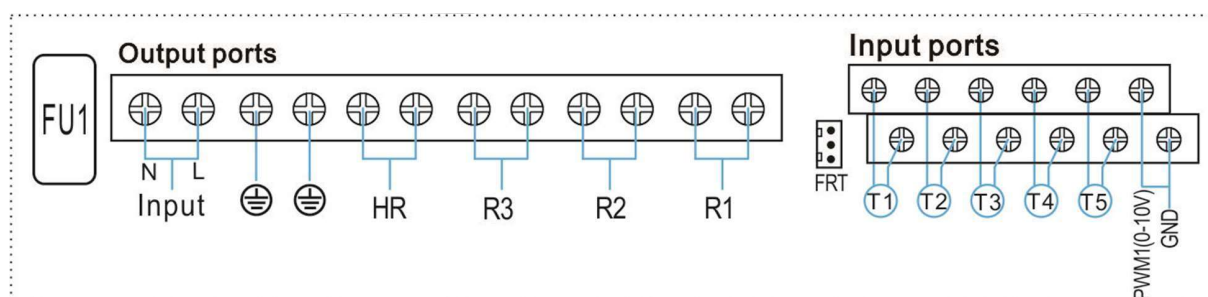 Output ports
Input ports
FU1
N L
Input
HR
R3
R2
R1
FRT
T1
T2
T3
T4
T5
PWM1(0-10V)
GND